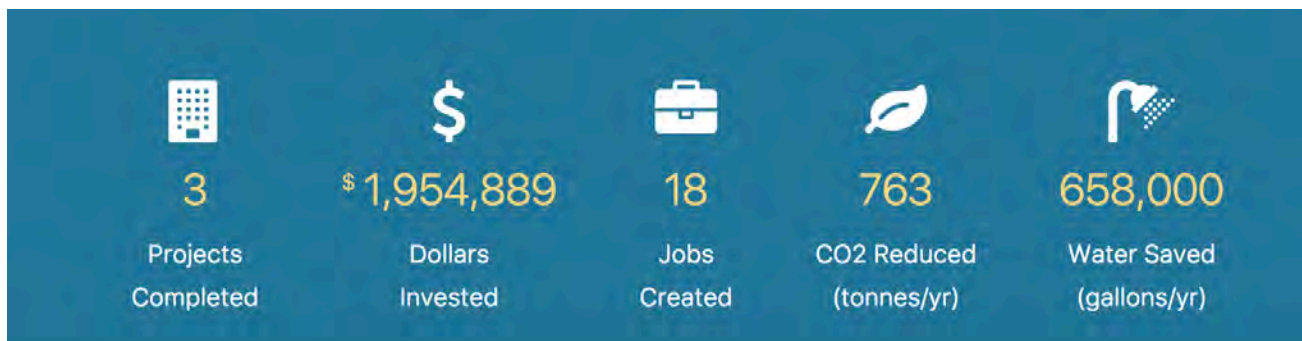 3
$ 1,954,889
18
763
658,000
Projects
Completed
Dollars
Invested
Jobs
Created
CO2 Reduced
(tonnes/yr)
Water Saved
(gallons/yr)